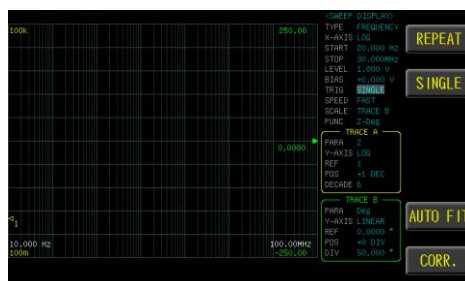 <SWEEP DISPLAY>
TYPE FREQUENCY
X-AXIS LOG
START 20.000 Hz
STOP 30.000MHz
LEVEL 1.000 V
BIAS +0.000 V
TRIG SINGLE
SPEED FAST
SCALE TRACE B
FUNC Z-Deg
TRACE A
PARA Z
Y-AXIS LOG
REF 1
POS +1 DEC
DECADE 6
TRACE B
PARA Deg
Y-AXIS LINEAR
REF 0.0000 °
POS +0 DIV
DIV 50.000 °
100k
250.00
0.0000
1
10.000 Hz
100.00MHz
100m
-250.00
REPEAT
SINGLE
AUTO FIT
CORR.